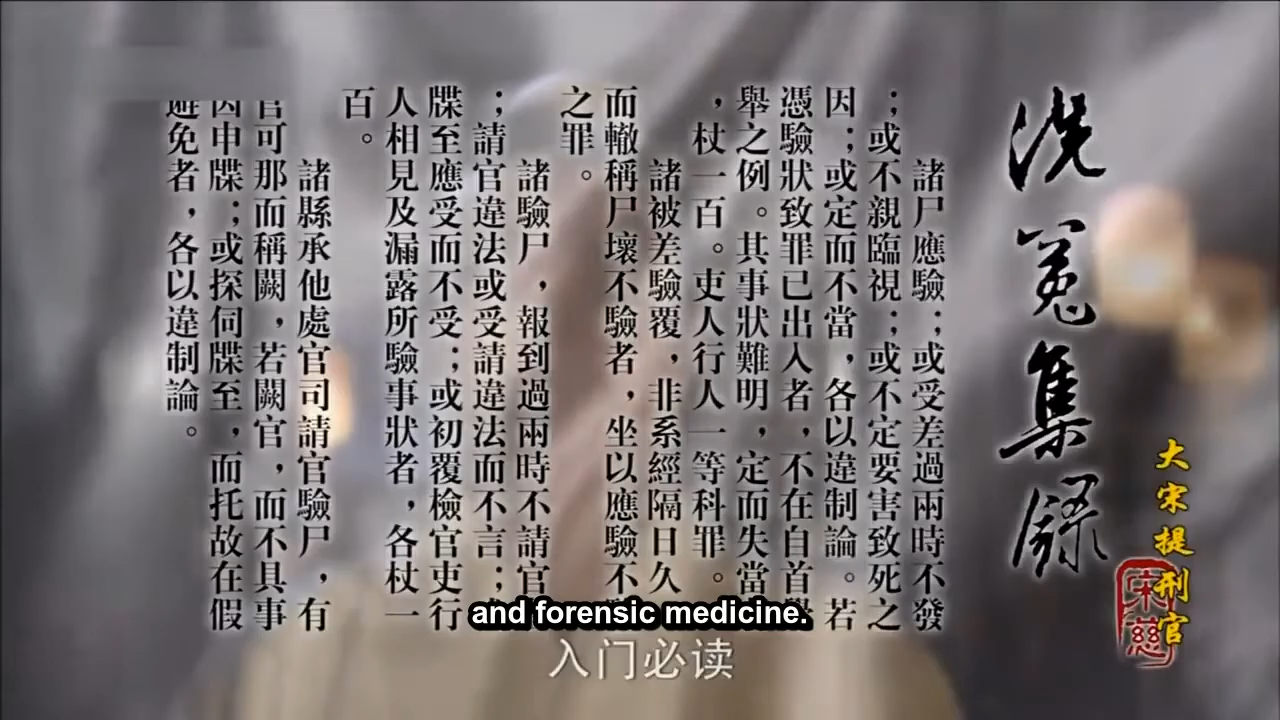 大宋提刑官
宋慈
洗冤集録
諸尸應驗；或受差過兩時不發
；或不親臨視；或不定要害致死之
因；或定而不當，各以違制論。若
憑驗狀致罪已出入者，不在自首
舉之例。其事狀難明，定而失當
，杖一百。吏人行人一等科罪。
諸被差驗覆，非系經隔日久
而轍稱尸壞不驗者，坐以應驗不
之罪。
諸驗尸，報到過兩時不請官
；請官違法或受請違法而不言；
牒至應受而不受；或初覆檢官吏行
人相見及漏露所驗事狀者，各杖一
百。
諸縣承他處官司請官驗尸，有
官可那而稱闕，若闕官，而不具事
因申牒；或探伺牒至，而托故在假
避免者，各以違制論。
and forensic medicine.
入门必读